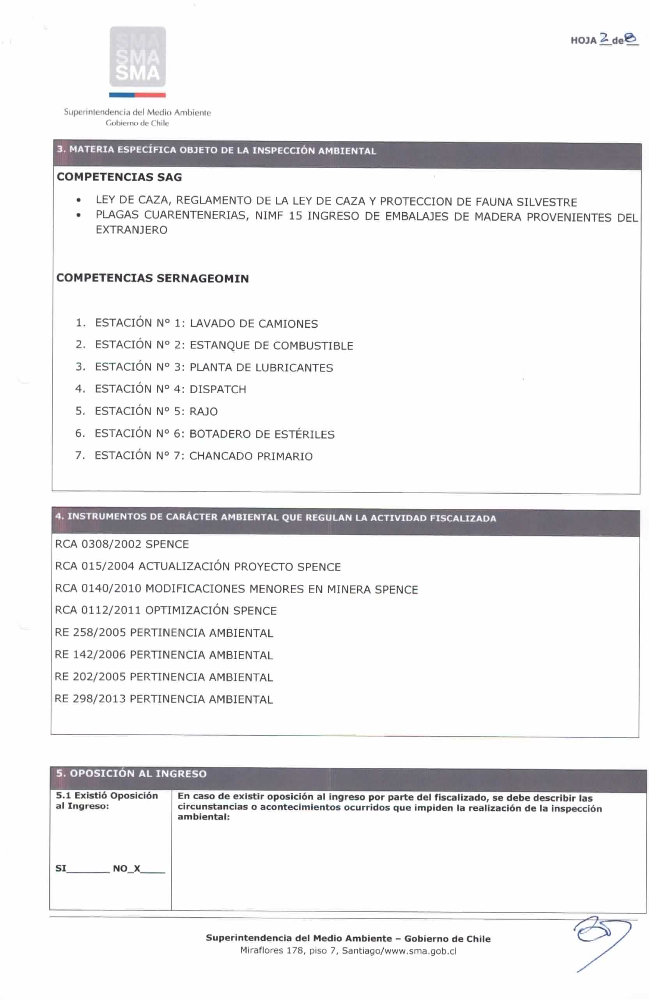 HOJA 2 de 8
SMA
SMA
SMA
Superintendencia del Medio Ambiente
Gobierno de Chile
3. MATERIA ESPECÍFICA OBJETO DE LA INSPECCIÓN AMBIENTAL
COMPETENCIAS SAG
• LEY DE CAZA, REGLAMENTO DE LA LEY DE CAZA Y PROTECCION DE FAUNA SILVESTRE
• PLAGAS CUARENTENERIAS, NIMF 15 INGRESO DE EMBALAJES DE MADERA PROVENIENTES DEL
EXTRANJERO
COMPETENCIAS SERNAGEOMIN
1. ESTACIÓN Nº 1: LAVADO DE CAMIONES
2. ESTACIÓN Nº 2: ESTANQUE DE COMBUSTIBLE
3. ESTACIÓN Nº 3: PLANTA DE LUBRICANTES
4. ESTACIÓN Nº 4: DISPATCH
5. ESTACIÓN Nº 5: RAJO
6. ESTACIÓN Nº 6: BOTADERO DE ESTÉRILES
7. ESTACIÓN Nº 7: CHANCADO PRIMARIO
4. INSTRUMENTOS DE CARÁCTER AMBIENTAL QUE REGULAN LA ACTIVIDAD FISCALIZADA
RCA 0308/2002 SPENCE
RCA 015/2004 ACTUALIZACIÓN PROYECTO SPENCE
RCA 0140/2010 MODIFICACIONES MENORES EN MINERA SPENCE
RCA 0112/2011 OPTIMIZACIÓN SPENCE
RE 258/2005 PERTINENCIA AMBIENTAL
RE 142/2006 PERTINENCIA AMBIENTAL
RE 202/2005 PERTINENCIA AMBIENTAL
RE 298/2013 PERTINENCIA AMBIENTAL
5. OPOSICIÓN AL INGRESO
5.1 Existió Oposición
al Ingreso:
SI_______ NO_X____
En caso de existir oposición al ingreso por parte del fiscalizado, se debe describir las
circunstancias o acontecimientos ocurridos que impiden la realización de la inspección
ambiental:
Superintendencia del Medio Ambiente – Gobierno de Chile
Miraflores 178, piso 7, Santiago/www.sma.gob.cl